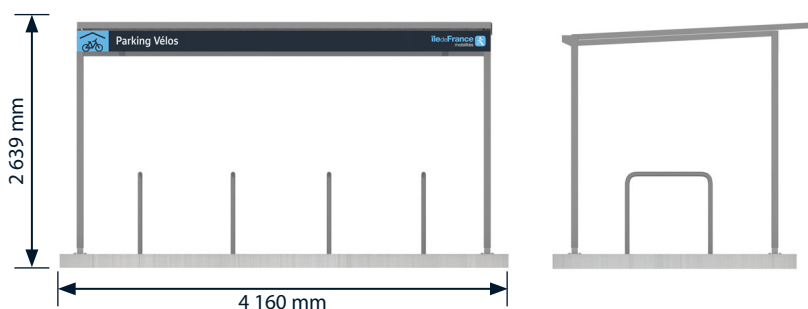 Parking Vélos
îledeFrance
mobilités
2 639 mm
4 160 mm